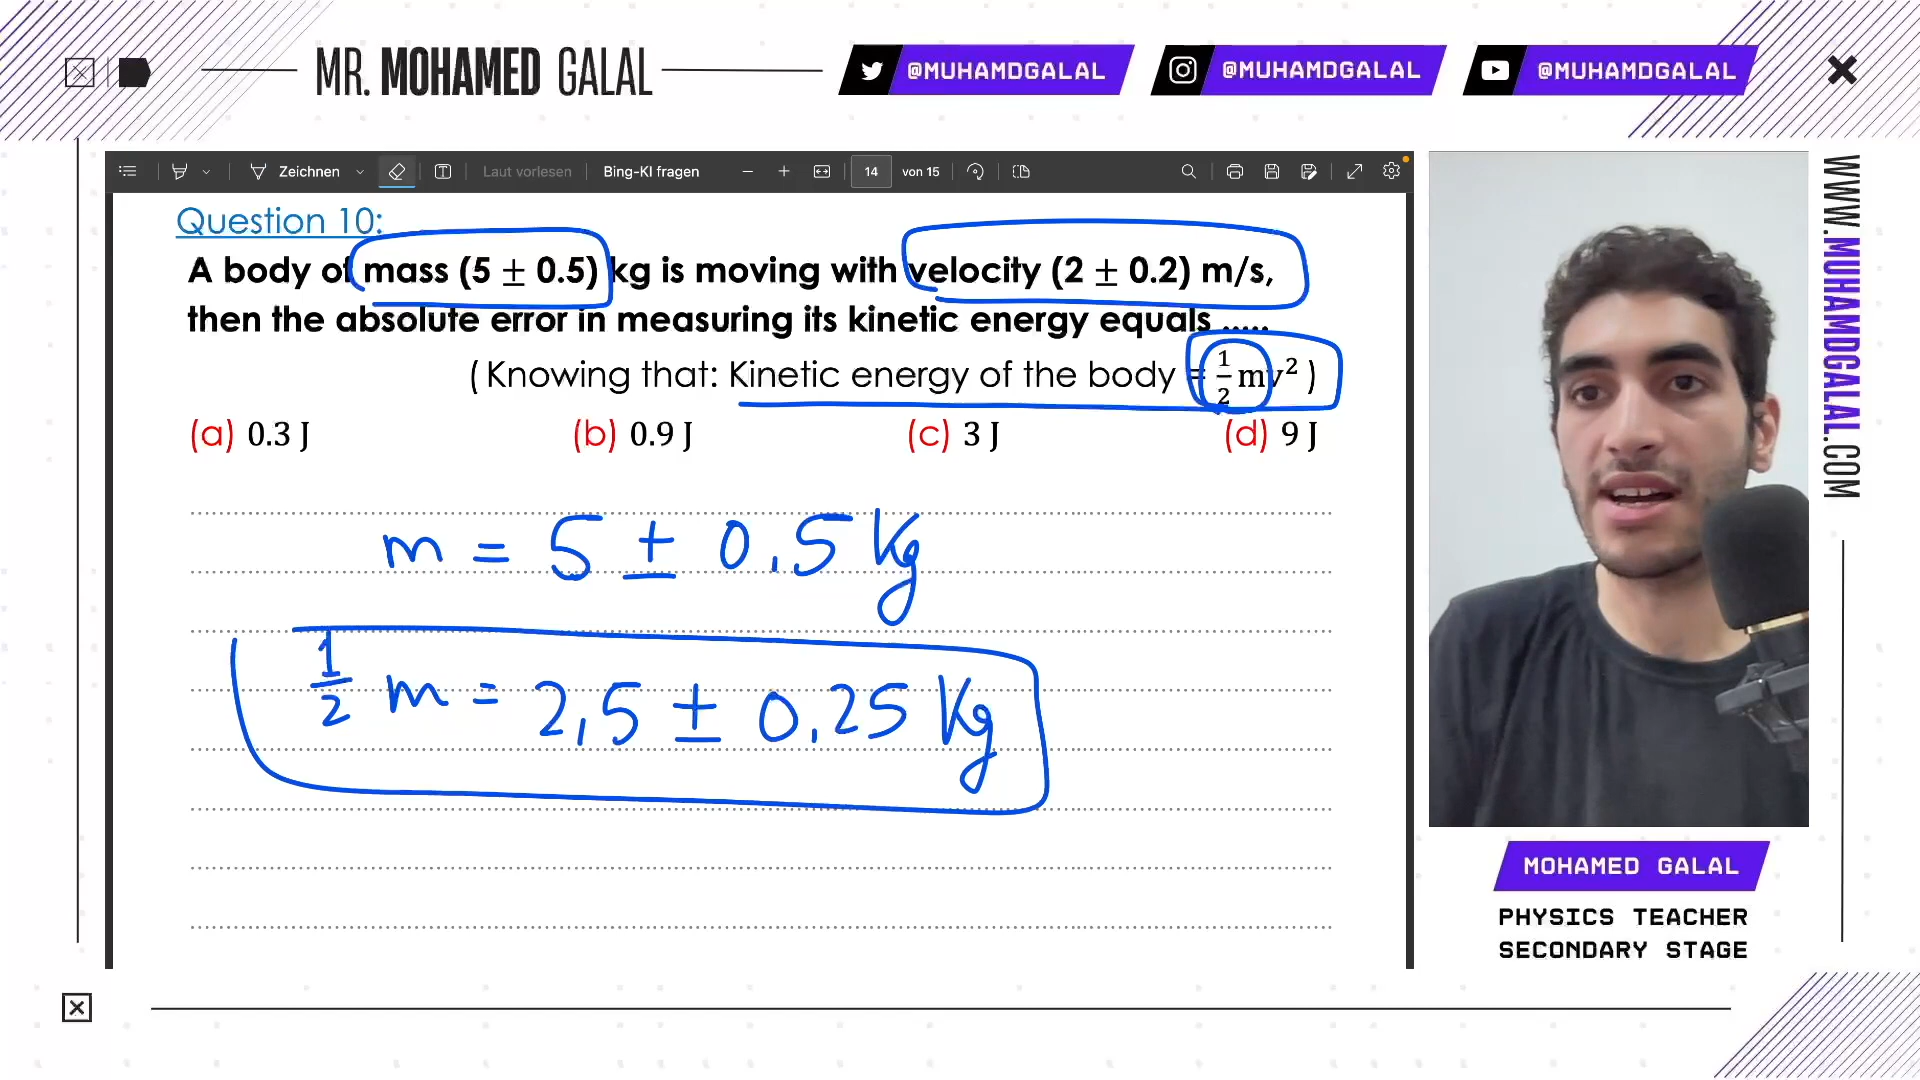 MR. MOHAMED GALAL
@MUHAMDGALAL
@MUHAMDGALAL
@MUHAMDGALAL
Zeichnen
Laut vorlesen
Bing-KI fragen
14
von 15
Question 10:
A body of mass (5 ± 0.5) kg is moving with velocity (2 ± 0.2) m/s,
then the absolute error in measuring its kinetic energy equals .....
(Knowing that: Kinetic energy of the body = 1/2 mv²)
(a) 0.3 J (b) 0.9 J (c) 3 J (d) 9 J
m = 5 ± 0.5 Kg
1/2 m = 2,5 ± 0.25 Kg
WWW.MUHAMDGALAL.COM
MOHAMED GALAL
PHYSICS TEACHER
SECONDARY STAGE